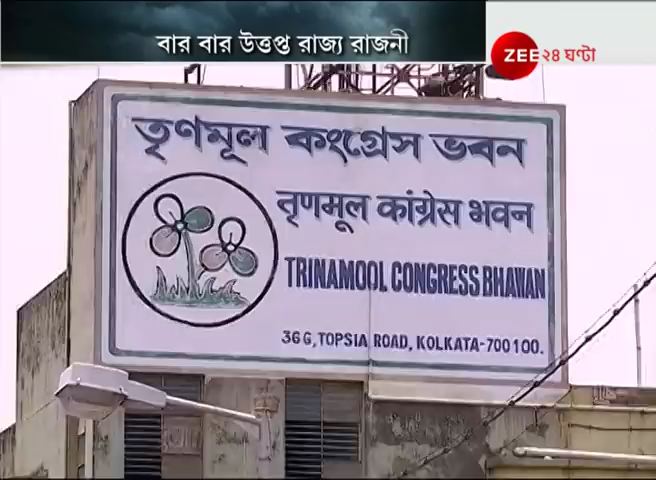 বার বার উত্তপ্ত রাজ্য রাজনী
ZEE ২৪ ঘণ্টা
তৃণমূল কংগ্রেস ভবন
तृणमूल कांग्रेस भवन
TRINAMOOL CONGRESS BHAWAN
36G, TOPSIA ROAD, KOLKATA-700100.